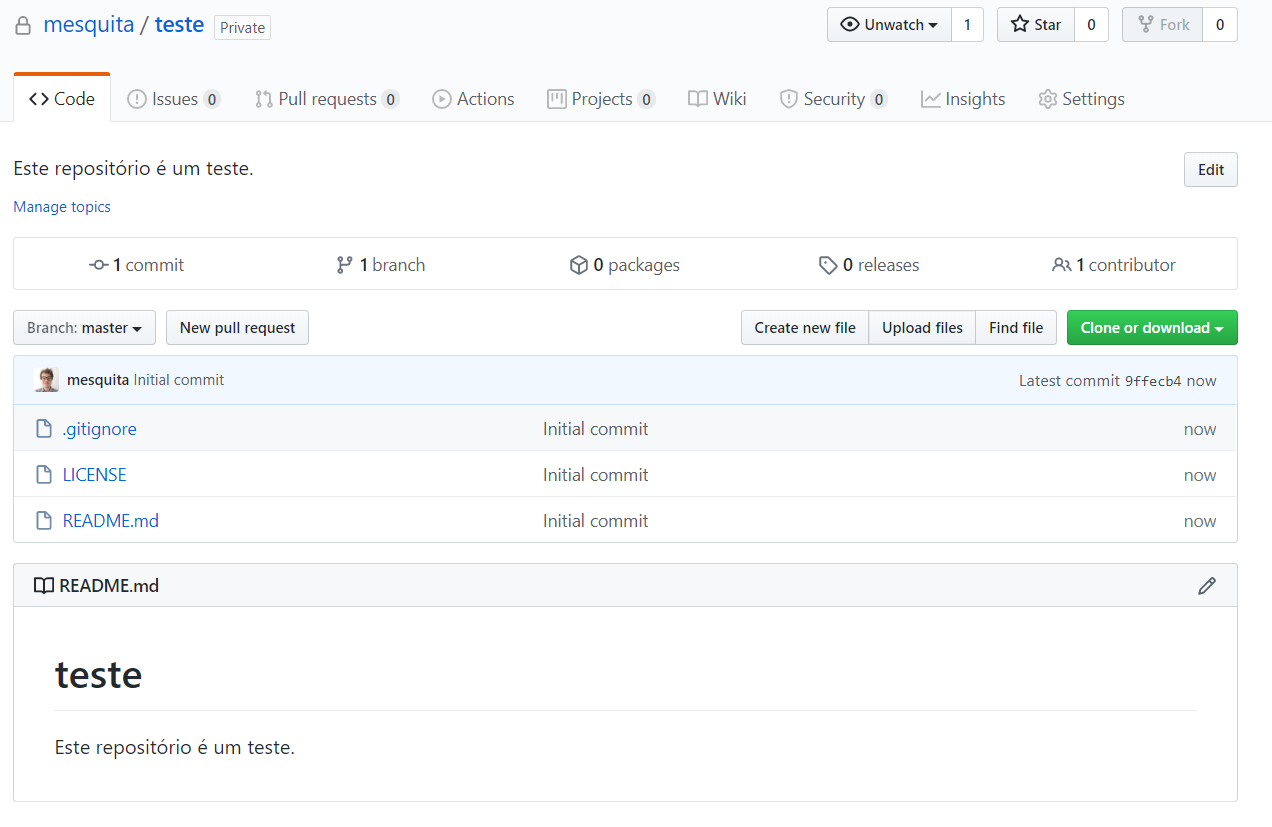 mesquita / teste Private Unwatch 1 Star 0 Fork 0
Code Issues 0 Pull requests 0 Actions Projects 0 Wiki Security 0 Insights Settings
Este repositório é um teste. Edit
Manage topics
1 commit 1 branch 0 packages 0 releases 1 contributor
Branch: master New pull request Create new file Upload files Find file Clone or download
mesquita Initial commit Latest commit 9ffecb4 now
.gitignore Initial commit now
LICENSE Initial commit now
README.md Initial commit now
README.md
teste
Este repositório é um teste.